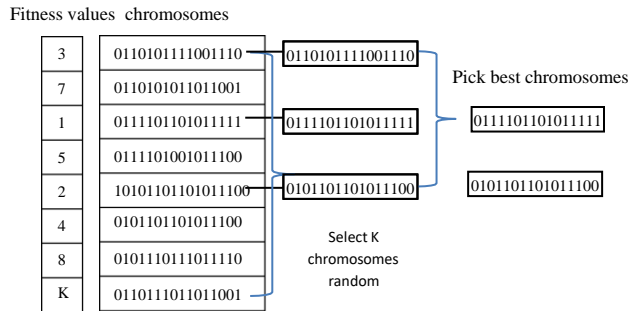 Fitness values chromosomes
3 0110101111001110 0110101111001110
Pick best chromosomes
7 0110101011011001
1 0111101101011111 0111101101011111 0111101101011111
5 0111101001011100
2 10101101101011100 0101101101011100 0101101101011100
4 0101101101011100
Select K
chromosomes
random
8 0101110111011110
K 0110111011011001